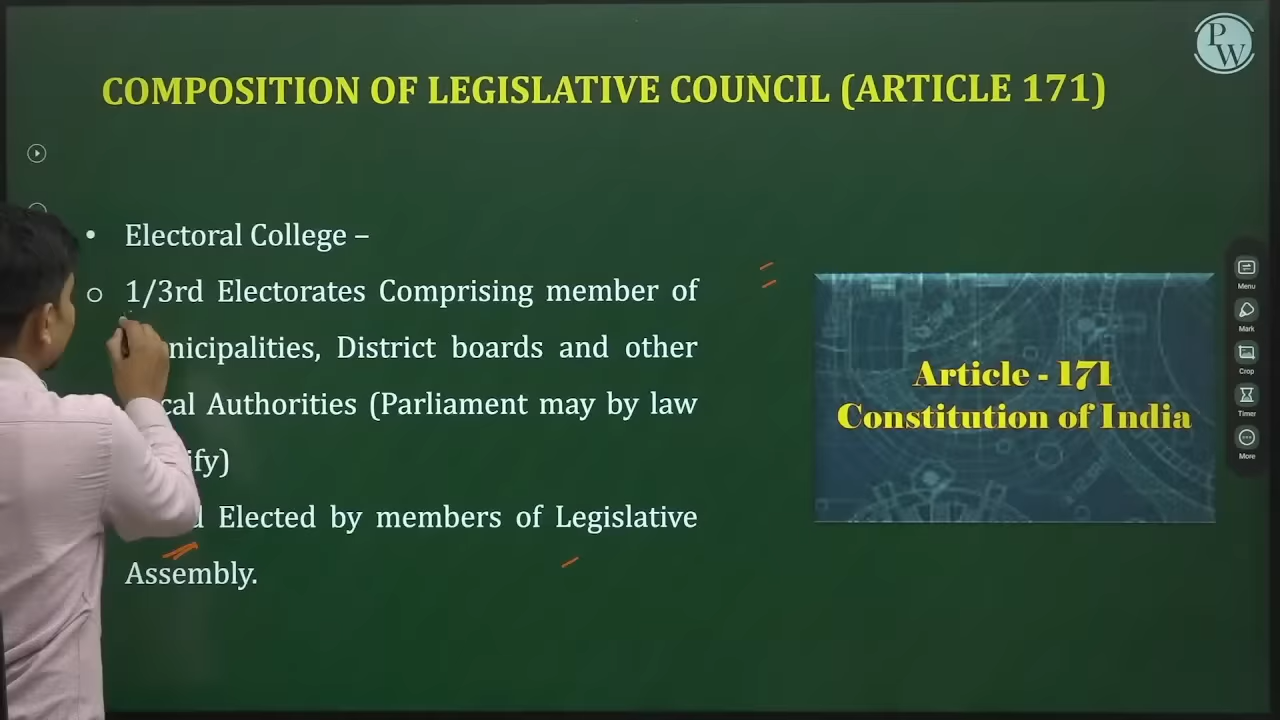 P
W
COMPOSITION OF LEGISLATIVE COUNCIL (ARTICLE 171)
• Electoral College –
1/3rd Electorates Comprising member of
nicipalities, District boards and other
cal Authorities (Parliament may by law
ify)
d Elected by members of Legislative
Assembly.
Article - 171
Constitution of India
Menu
Mark
Crop
Timer
More